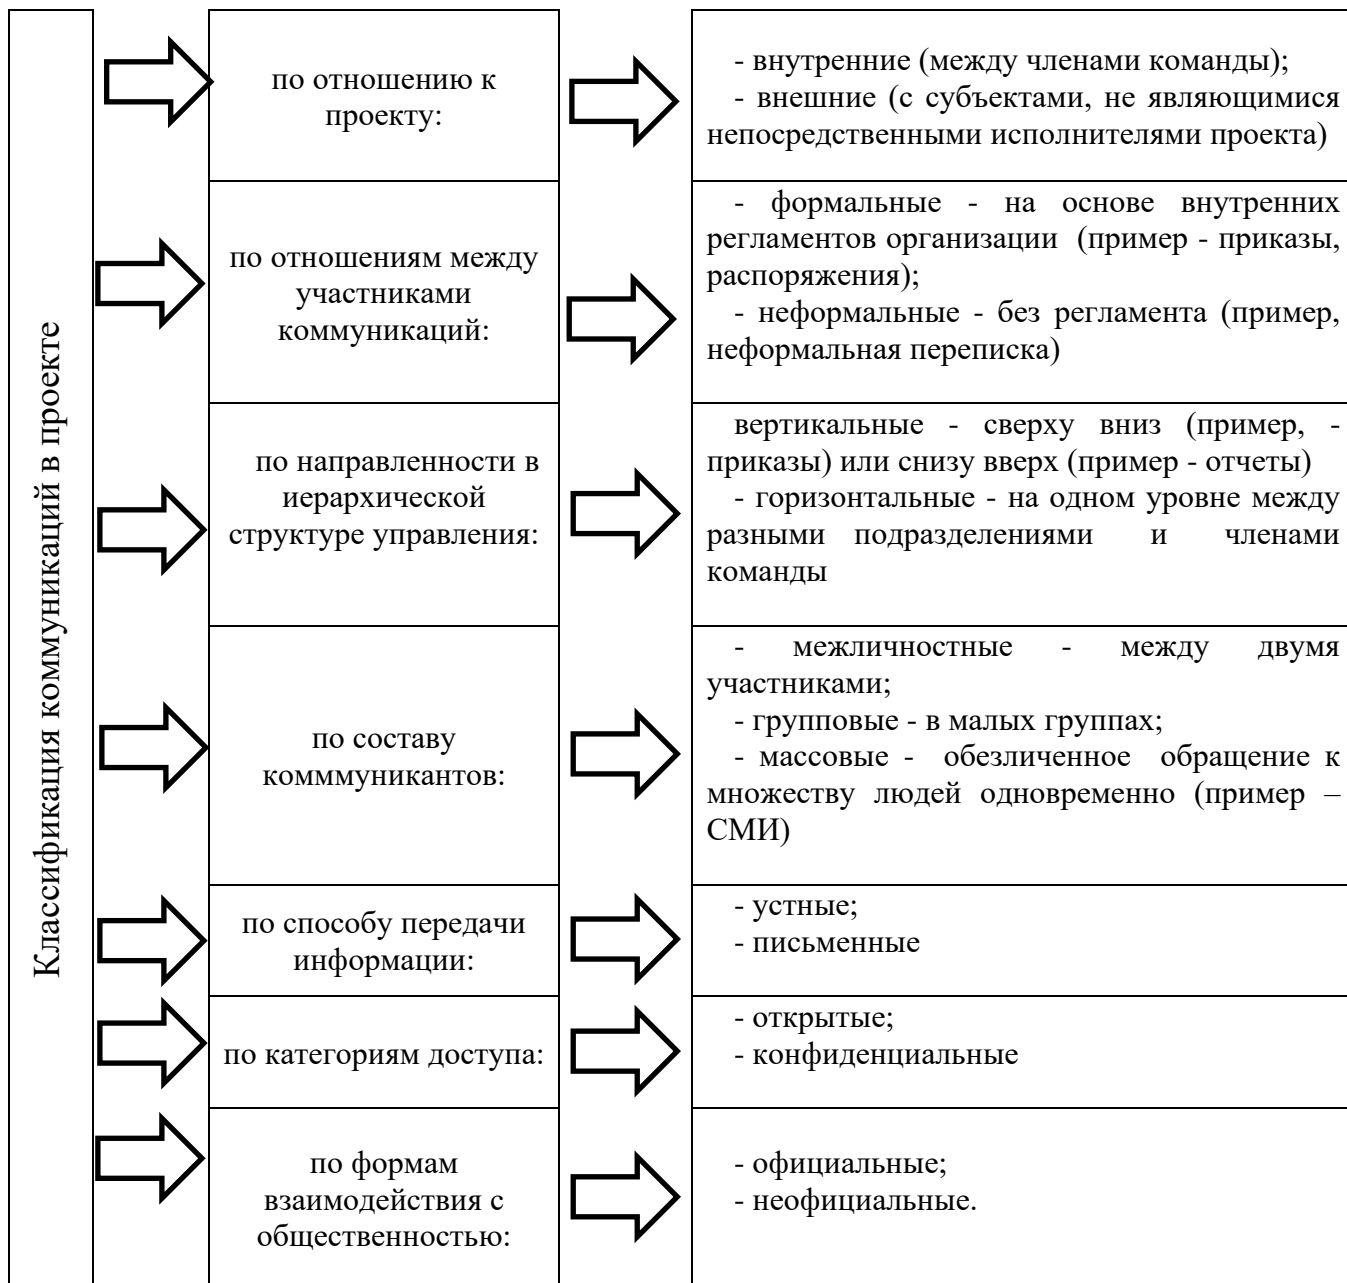 Классификация коммуникаций в проекте
по отношению к
проекту:
- внутренние (между членами команды);
- внешние (с субъектами, не являющимися
непосредственными исполнителями проекта)
по отношениям между
участниками
коммуникаций:
- формальные - на основе внутренних
регламентов организации (пример - приказы,
распоряжения);
- неформальные - без регламента (пример,
неформальная переписка)
по направленности в
иерархической
структуре управления:
вертикальные - сверху вниз (пример, -
приказы) или снизу вверх (пример - отчеты)
- горизонтальные - на одном уровне между
разными подразделениями и членами
команды
по составу
комммуникантов:
- межличностные - между двумя
участниками;
- групповые - в малых группах;
- массовые - обезличенное обращение к
множеству людей одновременно (пример –
СМИ)
по способу передачи
информации:
- устные;
- письменные
по категориям доступа:
- открытые;
- конфиденциальные
по формам
взаимодействия с
общественностью:
- официальные;
- неофициальные.